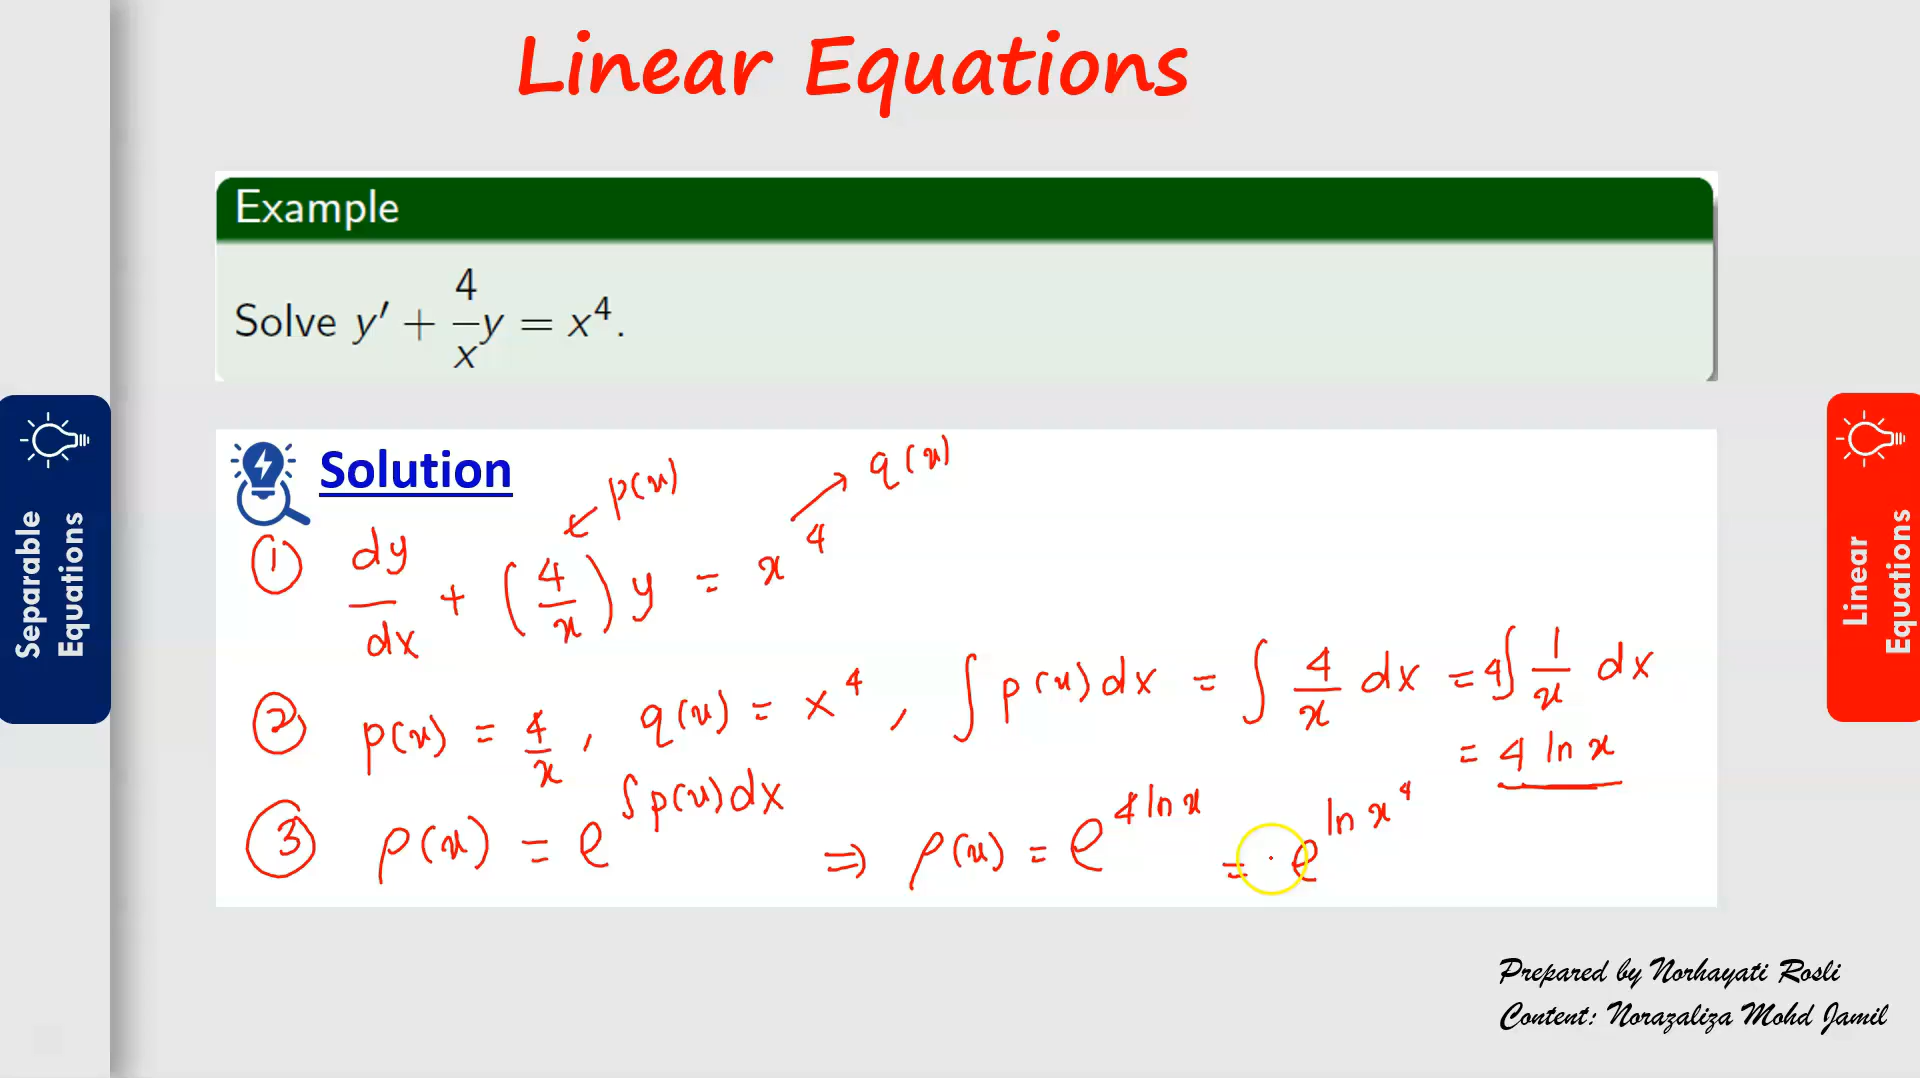 Linear Equations
Example
Solve y′ + 4/x y = x⁴.
Solution
p(x)
q(x)
① dy/dx + (4/x) y = x⁴
② p(x) = 4/x , q(x) = x⁴ , ∫ p(x) dx = ∫ 4/x dx = 4∫ 1/x dx
= 4 ln x
③ ρ(x) = e^∫p(x)dx ⇒ ρ(x) = e^4 ln x = e^ln x⁴
Separable
Equations
Linear
Equations
Prepared by Norhayati Rosli
Content: Norazaliza Mohd Jamil